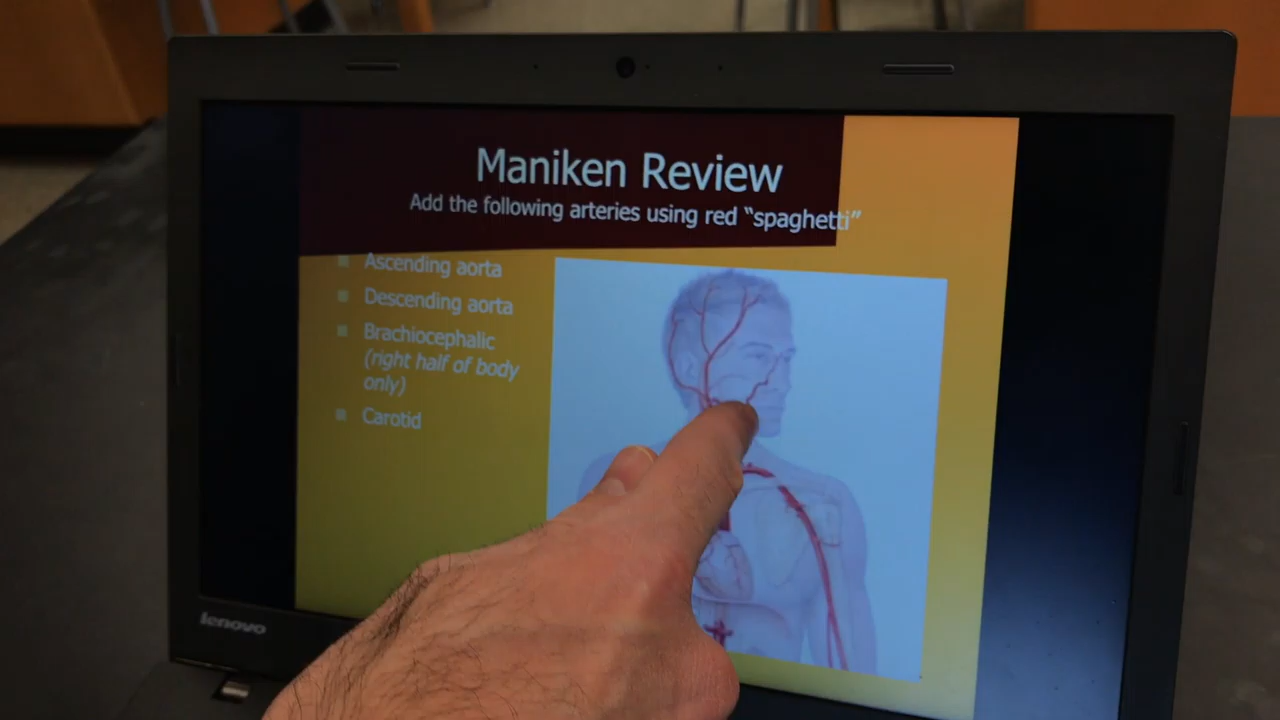 Maniken Review
Add the following arteries using red “spaghetti”
Ascending aorta
Descending aorta
Brachiocephalic
(right half of body
only)
Carotid
lenovo